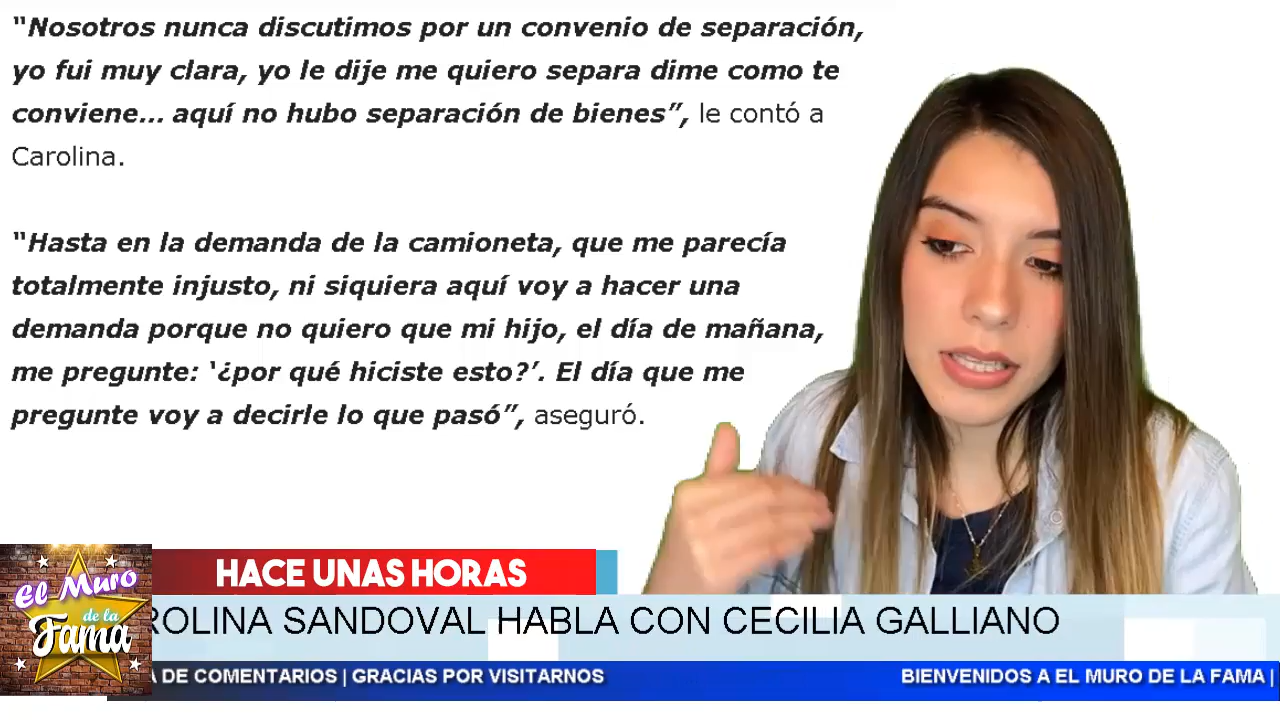 “Nosotros nunca discutimos por un convenio de separación,
yo fui muy clara, yo le dije me quiero separa dime como te
conviene... aquí no hubo separación de bienes”, le contó a
Carolina.
“Hasta en la demanda de la camioneta, que me parecía
totalmente injusto, ni siquiera aquí voy a hacer una
demanda porque no quiero que mi hijo, el día de mañana,
me pregunte: ‘¿por qué hiciste esto?’. El día que me
pregunte voy a decirle lo que pasó”, aseguró.
HACE UNAS HORAS
El Muro
de la
Fama
ROLINA SANDOVAL HABLA CON CECILIA GALLIANO
A DE COMENTARIOS | GRACIAS POR VISITARNOS
BIENVENIDOS A EL MURO DE LA FAMA |